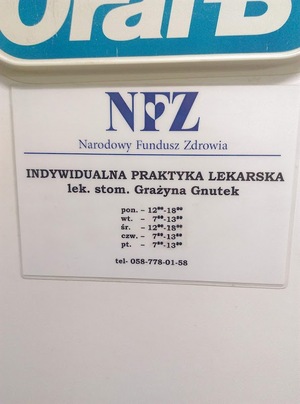 Oral-B
NFZ
Narodowy Fundusz Zdrowia
INDYWIDUALNA PRAKTYKA LEKARSKA
lek. stom. Grażyna Gnutek
pon. – 12⁰⁰-18⁰⁰
wt. – 7⁰⁰-13⁰⁰
śr. – 12⁰⁰-18⁰⁰
czw. – 7⁰⁰-13⁰⁰
pt. – 7⁰⁰-13⁰⁰
tel- 058-778-01-58